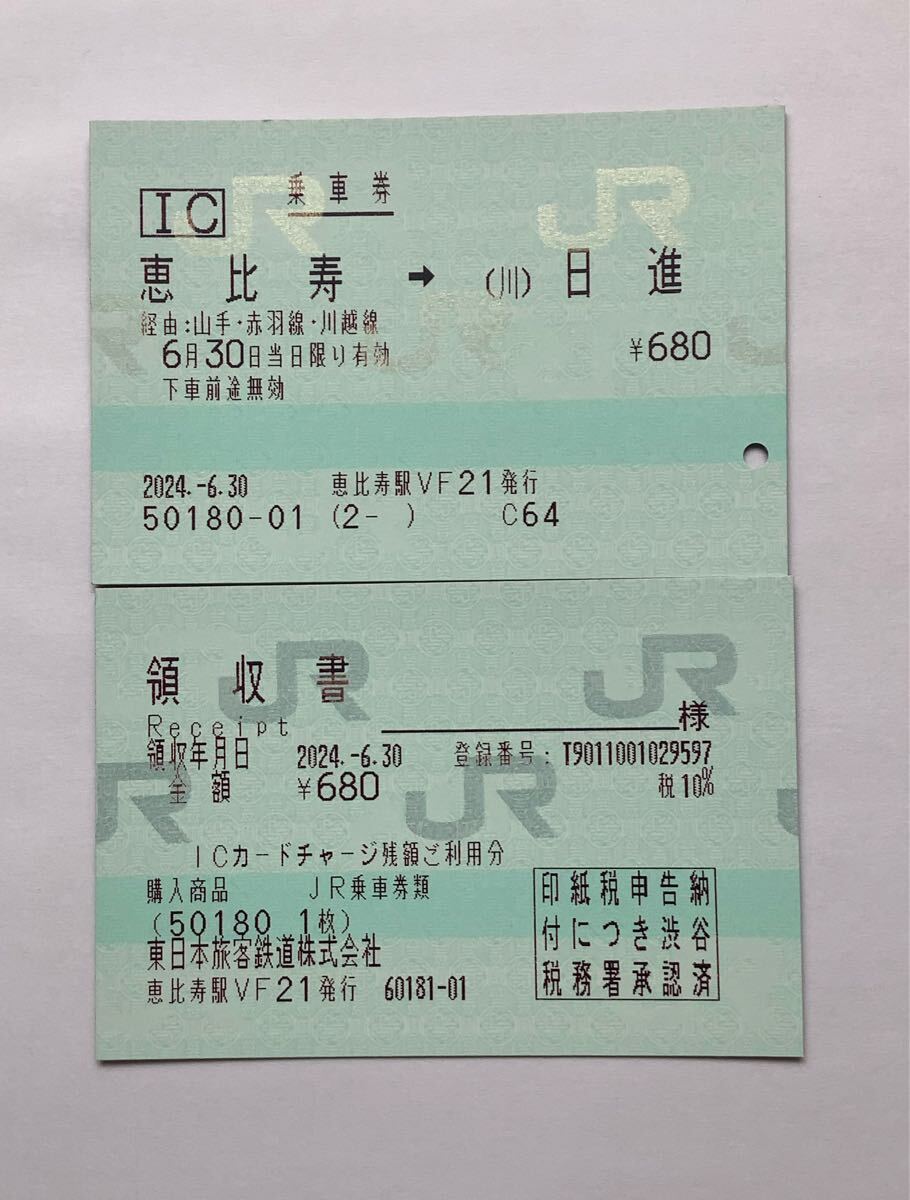 乗車券
IC
恵比寿 → (川)日進
経由:山手・赤羽線・川越線
6月30日当日限り有効 ¥680
下車前途無効
2024.-6.30 恵比寿駅VF21発行
50180-01 (2- ) C64
JR JR
領収書
Receipt 様
領収年月日 2024.-6.30 登録番号:T9011001029597
金額 ¥680 税10%
ICカードチャージ残額ご利用分
購入商品 JR乗車券類
(50180 1枚)
東日本旅客鉄道株式会社
恵比寿駅VF21発行 60181-01
印紙税申告納
付につき渋谷
税務署承認済
JR JR JR JR